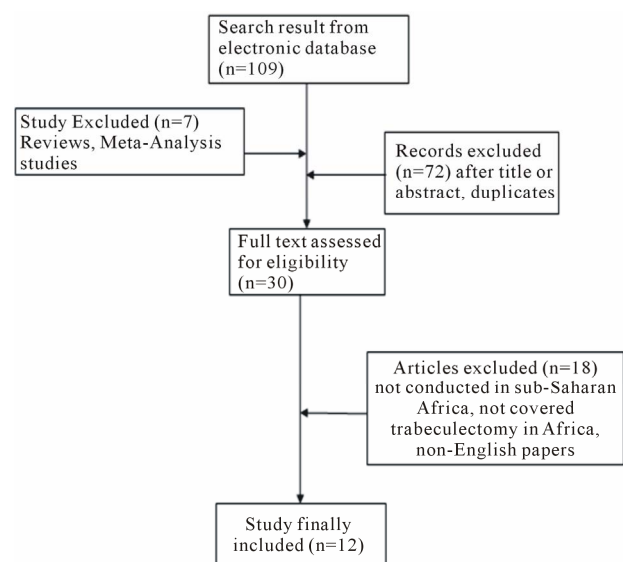 Search result from
electronic database
(n=109)
Study Excluded (n=7)
Reviews, Meta-Analysis
studies
Records excluded
(n=72) after title or
abstract, duplicates
Full text assessed
for eligibility
(n=30)
Articles excluded (n=18)
not conducted in sub-Saharan
Africa, not covered
trabeculectomy in Africa,
non-English papers
Study finally
included (n=12)